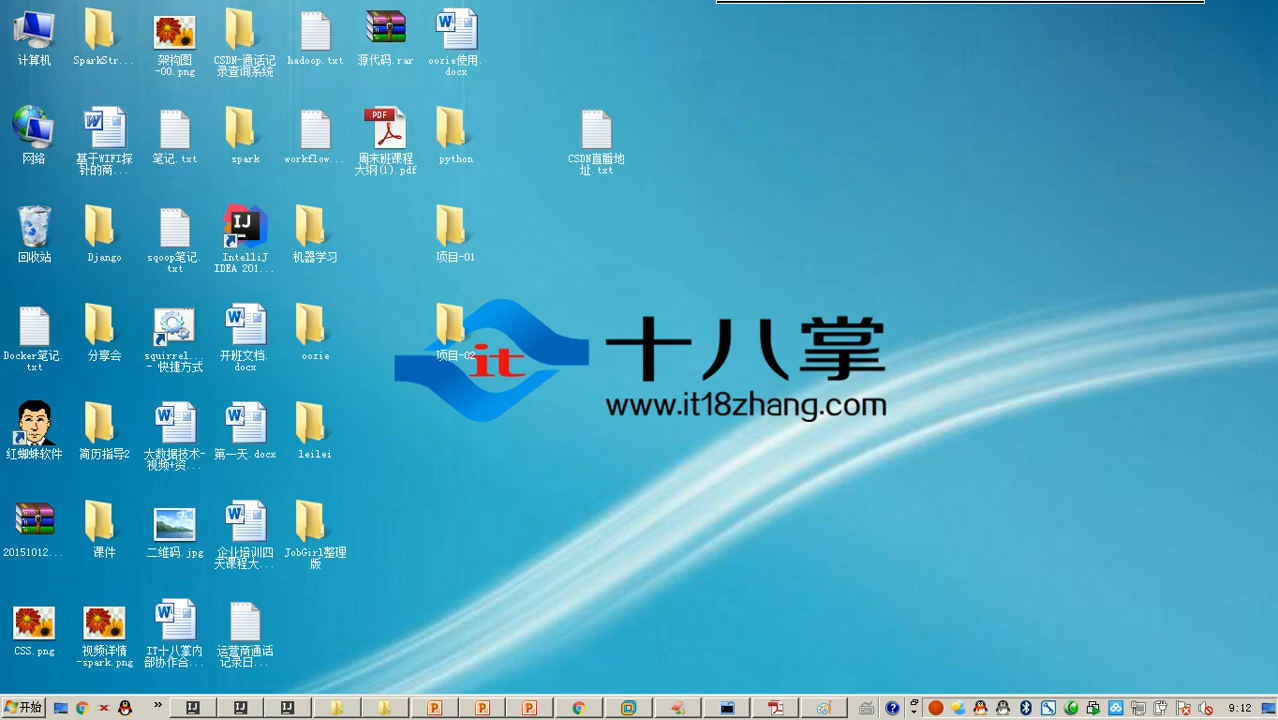 计算机
SparkStr...
架构图
-00.png
CSDN-通话记
录查询系统
hadoop.txt
源代码.rar
oozie使用.
docx
网络
基于WIFI探
针的商...
笔记.txt
spark
workflow...
PDF
周末班课程
大纲(1).pdf
python
CSDN直播地
址.txt
回收站
Django
sqoop笔记.
txt
IJ
IntelliJ
IDEA 201...
机器学习
项目-01
Docker笔记.
txt
分享会
squirrel...
- 快捷方式
开班文档.
docx
oozie
项目-02
it
十八掌
www.it18zhang.com
红蜘蛛软件
简历指导2
大数据技术-
视频+资...
第一天.docx
leilei
20151012...
课件
二维码.jpg
企业培训四
天课程大...
JobGirl整理
版
CSS.png
视频详情
-spark.png
IT十八掌内
部协作合...
运营商通话
记录日...
开始
9:12